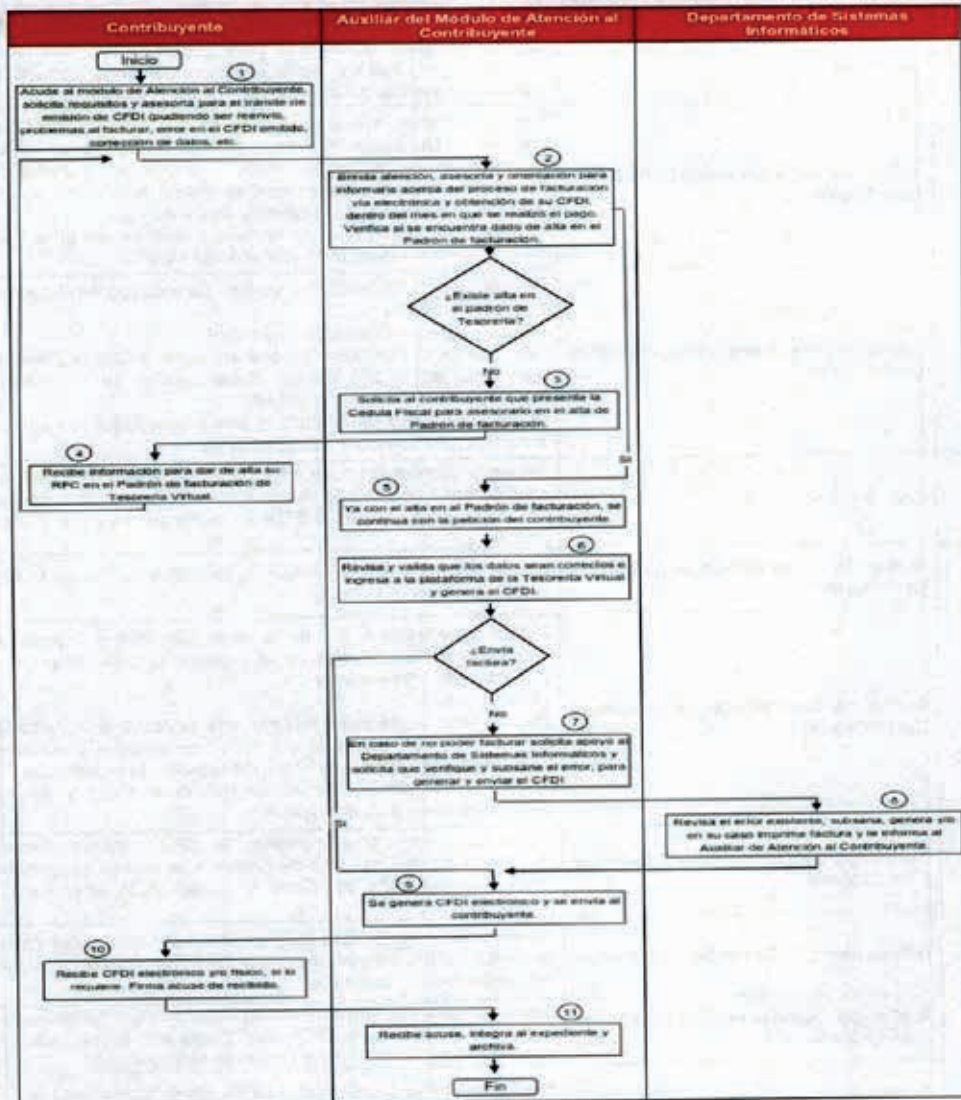 Contribuyente
Auxiliar del Módulo de Atención al
Contribuyente
Departamento de Sistemas
Informáticos
Inicio
1
Acude al módulo de Atención al Contribuyente,
solicita requisitos y asesoría para el trámite de
emisión de CFDI (pudiendo ser reenvío,
problemas al facturar, error en el CFDI emitido,
corrección de datos, etc.
2
Brinda atención, asesoría y orientación para
informarle acerca del proceso de facturación
vía electrónica y obtención de su CFDI,
dentro del mes en que se realizó el pago.
Verifica si se encuentra dado de alta en el
Padrón de facturación.
¿Existe alta en
el padrón de
Tesorería?
No
3
Solicita al contribuyente que presente la
Cédula Fiscal para asesorarlo en el alta de
Padrón de facturación.
Si
4
Recibe información para dar de alta su
RFC en el Padrón de facturación de
Tesorería Virtual.
5
Ya con el alta en el Padrón de facturación, se
continua con la petición del contribuyente.
6
Revisa y valida que los datos sean correctos e
ingresa a la plataforma de la Tesorería Virtual
y genera el CFDI.
¿Envía
factura?
No
7
En caso de no poder facturar solicita apoyo al
Departamento de Sistemas Informáticos y
solicita que verifique y subsane el error, para
generar y enviar el CFDI
Si
8
Revisa el error existente, subsana, genera y/o
en su caso imprime factura y le informa al
Auxiliar de Atención al Contribuyente.
9
Se genera CFDI electrónico y se envía al
contribuyente.
10
Recibe CFDI electrónico y/o físico, si lo
requiere. Firma acuse de recibido.
11
Recibe acuse, integra al expediente y
archiva.
Fin